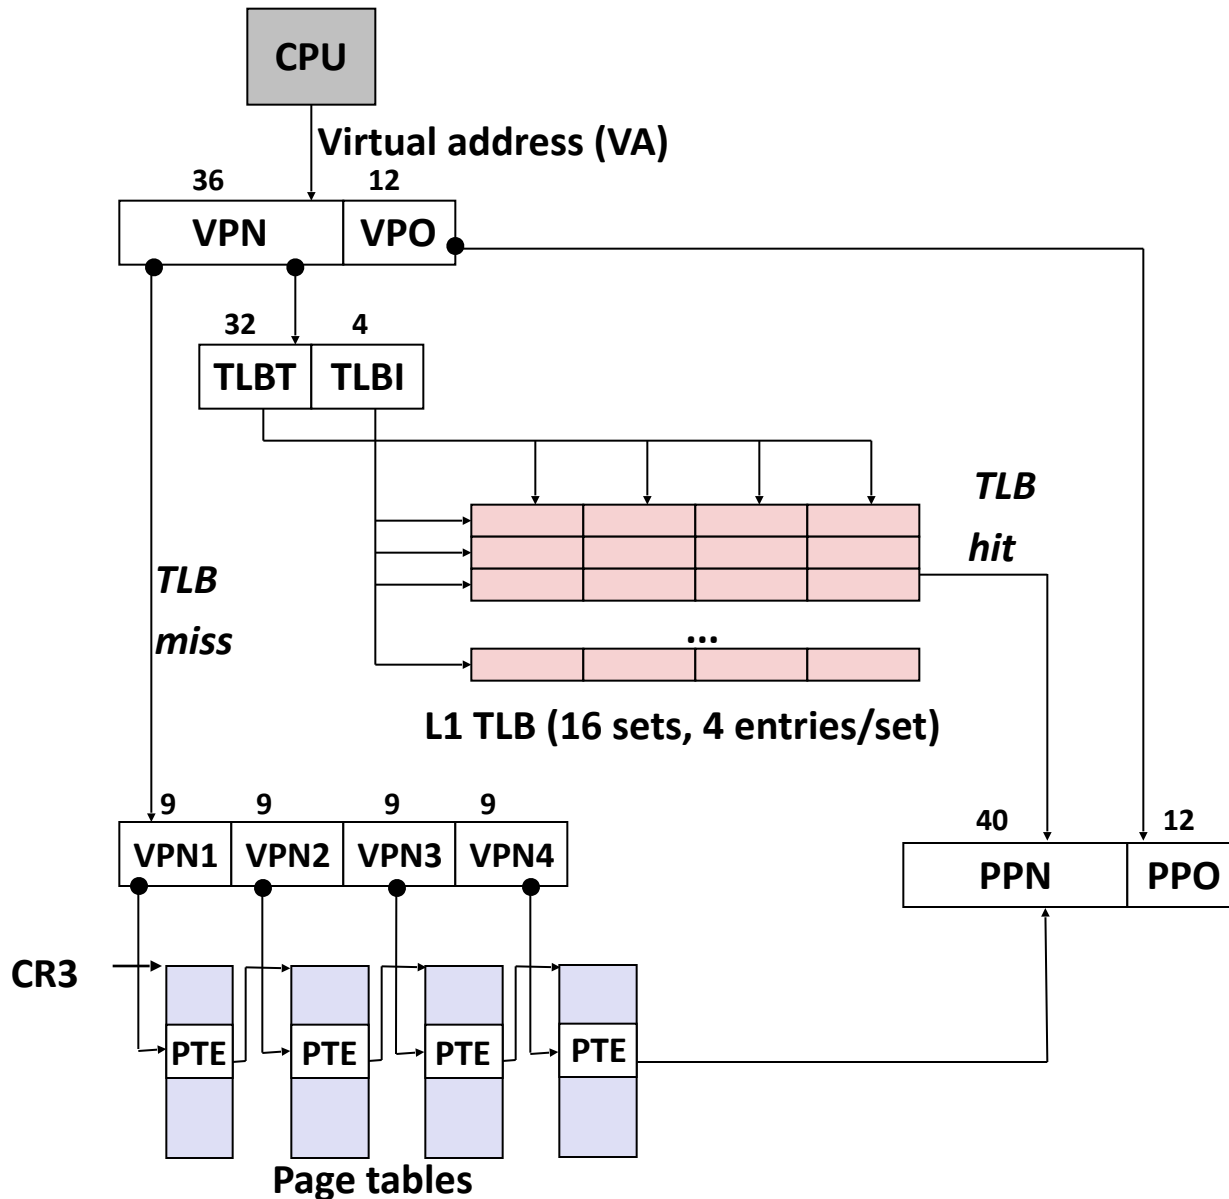 CPU
Virtual address (VA)
36 12
VPN VPO
32 4
TLBT TLBI
TLB
hit
TLB
miss
...
L1 TLB (16 sets, 4 entries/set)
9 9 9 9
VPN1 VPN2 VPN3 VPN4
40 12
PPN PPO
CR3
PTE PTE PTE PTE
Page tables